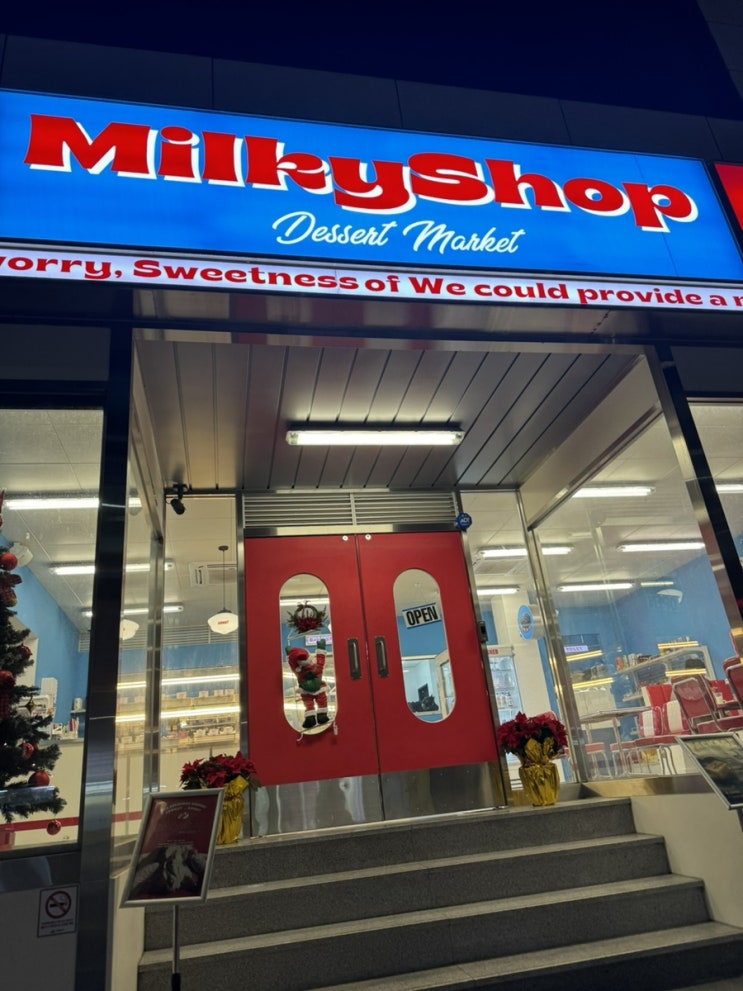 MilkyShop
Dessert Market
worry, Sweetness of We could provide a
OPEN